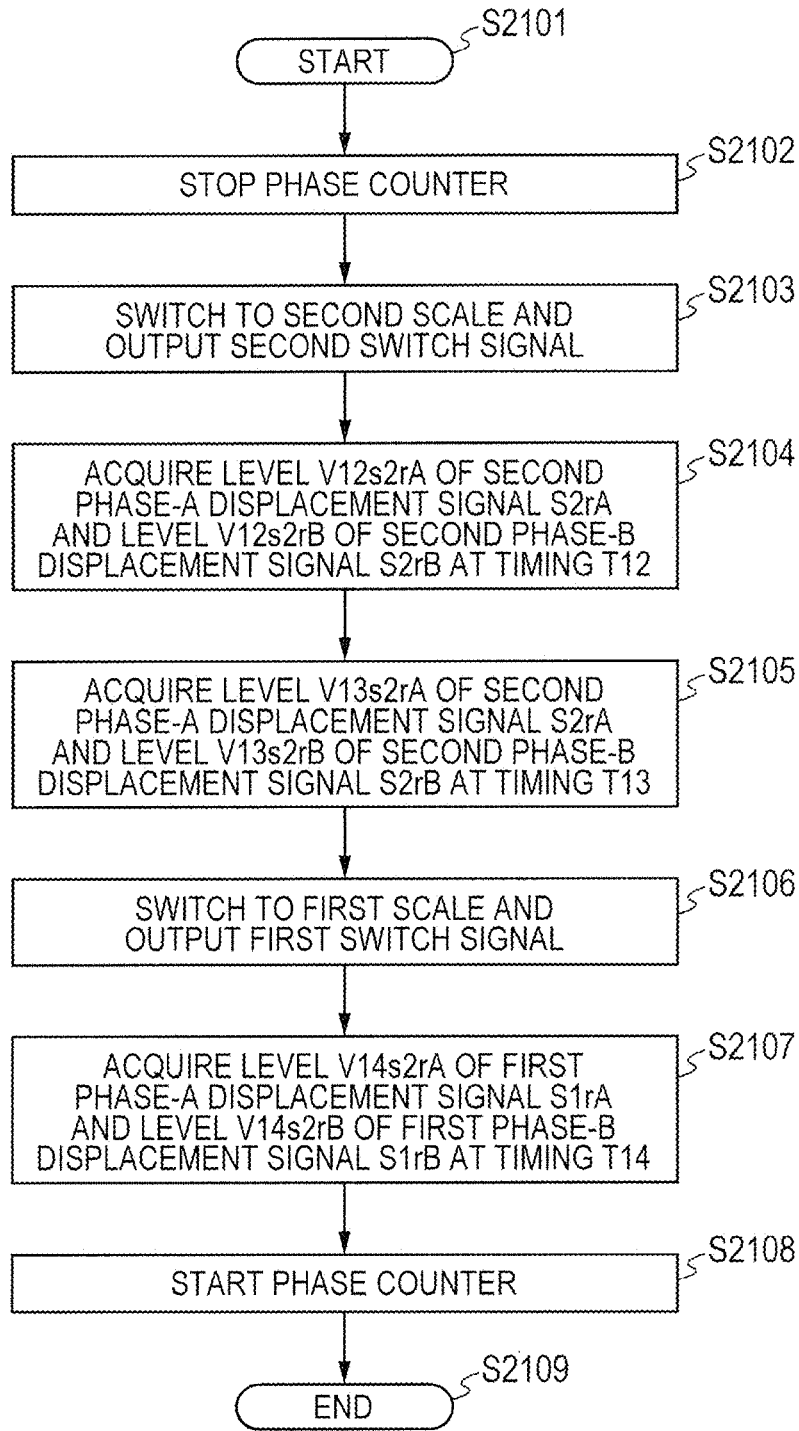 S2101
START
S2102
STOP PHASE COUNTER
S2103
SWITCH TO SECOND SCALE AND
OUTPUT SECOND SWITCH SIGNAL
S2104
ACQUIRE LEVEL V12s2rA OF SECOND
PHASE-A DISPLACEMENT SIGNAL S2rA
AND LEVEL V12s2rB OF SECOND PHASE-B
DISPLACEMENT SIGNAL S2rB AT TIMING T12
S2105
ACQUIRE LEVEL V13s2rA OF SECOND
PHASE-A DISPLACEMENT SIGNAL S2rA
AND LEVEL V13s2rB OF SECOND PHASE-B
DISPLACEMENT SIGNAL S2rB AT TIMING T13
S2106
SWITCH TO FIRST SCALE AND
OUTPUT FIRST SWITCH SIGNAL
S2107
ACQUIRE LEVEL V14s2rA OF FIRST
PHASE-A DISPLACEMENT SIGNAL S1rA
AND LEVEL V14s2rB OF FIRST PHASE-B
DISPLACEMENT SIGNAL S1rB AT TIMING T14
S2108
START PHASE COUNTER
S2109
END